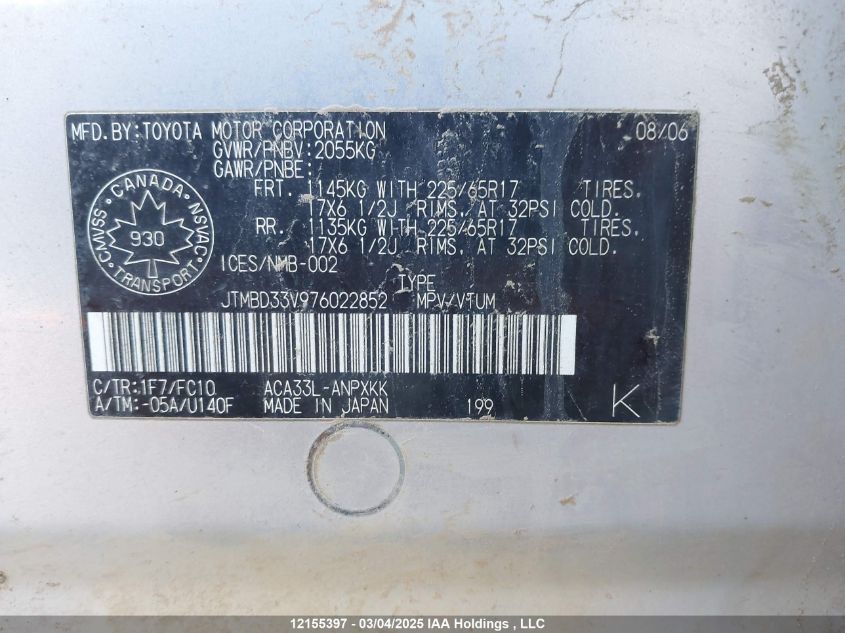 MFD.BY:TOYOTA MOTOR CORPORATION 08/06
GVWR/PNBV:2055KG
GAWR/PNBE:
FRT. 1145KG WITH 225/65R17 TIRES.
17X6 1/2J RIMS, AT 32PSI COLD.
RR. 1135KG WITH 225/65R17 TIRES.
17X6 1/2J RIMS, AT 32PSI COLD.
ICES/NMB-002
CANADA
CMVSS 930 NSVAC
TRANSPORT
TYPE
JTMBD33V976022852 MPV/VTUM
C/TR:1F7/FC10 ACA33L-ANPXKK
A/TM:-05A/U140F MADE IN JAPAN 199 K
12155397 - 03/04/2025 IAA Holdings , LLC